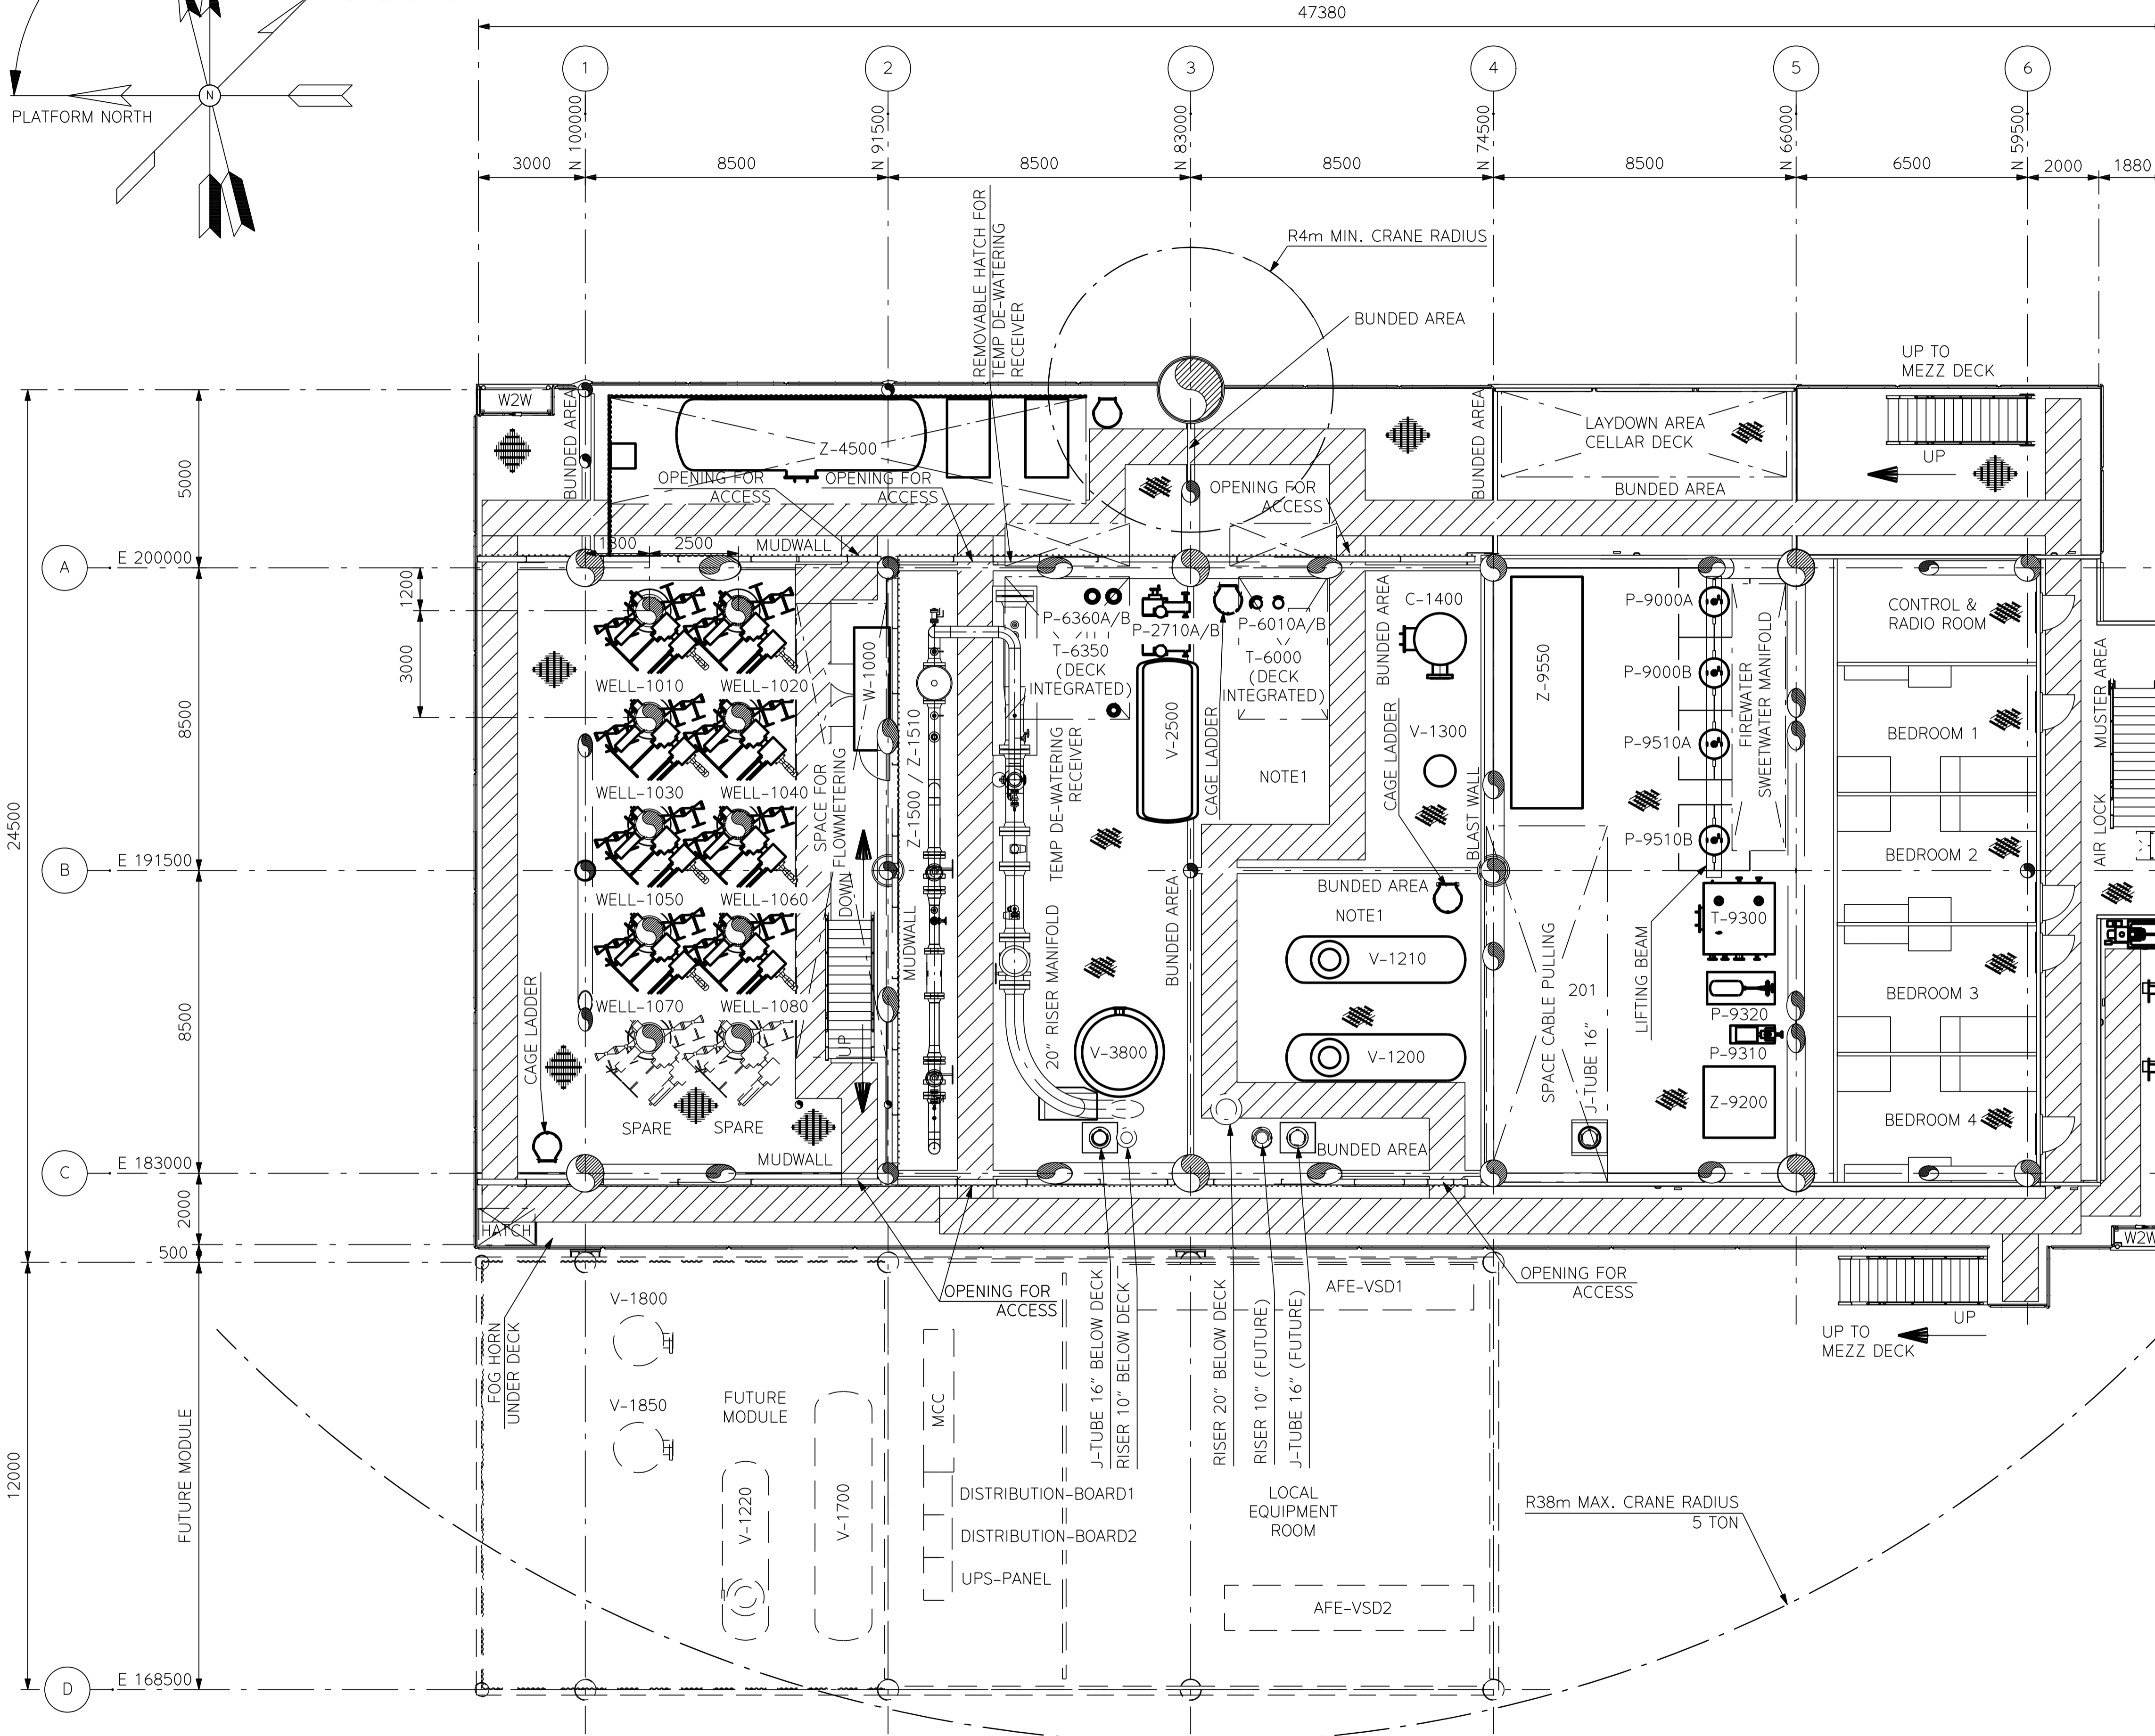 47380
1
2
3
4
5
6
N
PLATFORM NORTH
N 100000
N 91500
N 83000
N 74500
N 66000
N 59500
3000
8500
8500
8500
8500
6500
2000
1880
REMOVABLE HATCH FOR
TEMP DE-WATERING
RECEIVER
R4m MIN. CRANE RADIUS
BUNDED AREA
UP TO
MEZZ DECK
W2W
BUNDED AREA
Z-4500
OPENING FOR
ACCESS
OPENING FOR
ACCESS
OPENING FOR
ACCESS
BUNDED AREA
LAYDOWN AREA
CELLAR DECK
BUNDED AREA
UP
5000
1800
2500
MUDWALL
A
E 200000
1200
3000
8500
24500
WELL-1010
WELL-1020
WELL-1030
WELL-1040
WELL-1050
WELL-1060
WELL-1070
WELL-1080
SPARE
SPARE
W-1000
SPACE FOR
FLOWMETERING
DOWN
UP
MUDWALL
Z-1500 / Z-1510
MUDWALL
CAGE LADDER
P-6360A/B
T-6350
(DECK
INTEGRATED)
P-2710A/B
P-6010A/B
T-6000
(DECK
INTEGRATED)
V-2500
CAGE LADDER
NOTE1
TEMP DE-WATERING
RECEIVER
20" RISER MANIFOLD
BUNDED AREA
V-3800
BUNDED AREA
C-1400
V-1300
CAGE LADDER
BLAST WALL
BUNDED AREA
NOTE1
V-1210
V-1200
BUNDED AREA
Z-9550
SPACE CABLE PULLING
201
J-TUBE 16"
LIFTING BEAM
P-9000A
P-9000B
P-9510A
P-9510B
FIREWATER
SWEETWATER MANIFOLD
T-9300
P-9320
P-9310
Z-9200
CONTROL &
RADIO ROOM
BEDROOM 1
BEDROOM 2
BEDROOM 3
BEDROOM 4
MUSTER AREA
AIR LOCK
B
E 191500
8500
C
E 183000
2000
500
HATCH
W2W
FOG HORN
UNDER DECK
OPENING FOR
ACCESS
J-TUBE 16" BELOW DECK
RISER 10" BELOW DECK
RISER 20" BELOW DECK
RISER 10" (FUTURE)
J-TUBE 16" (FUTURE)
AFE-VSD1
OPENING FOR
ACCESS
UP
UP TO
MEZZ DECK
V-1800
V-1850
FUTURE
MODULE
V-1220
V-1700
MCC
DISTRIBUTION-BOARD1
DISTRIBUTION-BOARD2
UPS-PANEL
LOCAL
EQUIPMENT
ROOM
AFE-VSD2
R38m MAX. CRANE RADIUS
5 TON
12000
FUTURE MODULE
D
E 168500